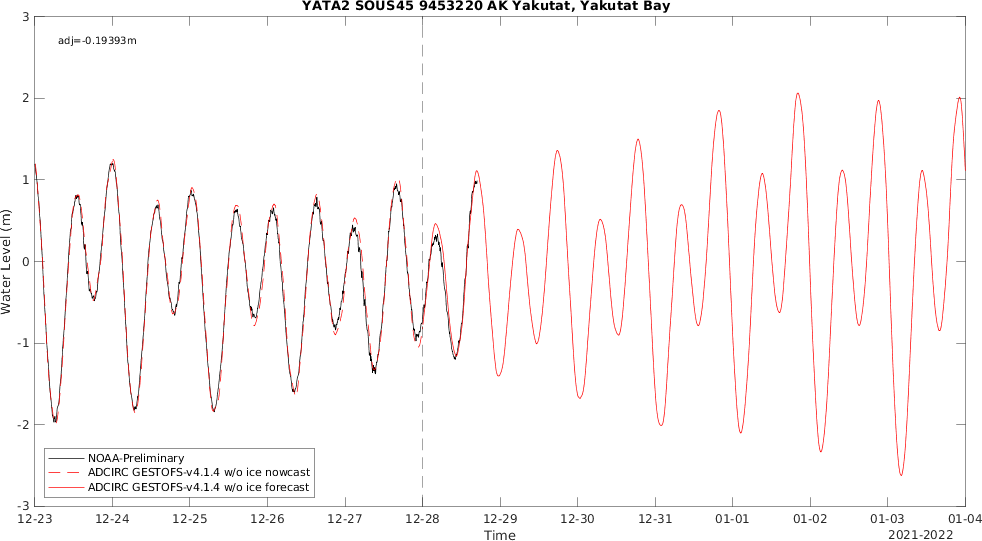 YATA2 SOUS45 9453220 AK Yakutat, Yakutat Bay
adj=-0.19393m
3
2
1
0
-1
-2
-3
Water Level (m)
NOAA-Preliminary
ADCIRC GESTOFS-v4.1.4 w/o ice nowcast
ADCIRC GESTOFS-v4.1.4 w/o ice forecast
12-23 12-24 12-25 12-26 12-27 12-28 12-29 12-30 12-31 01-01 01-02 01-03 01-04
Time
2021-2022